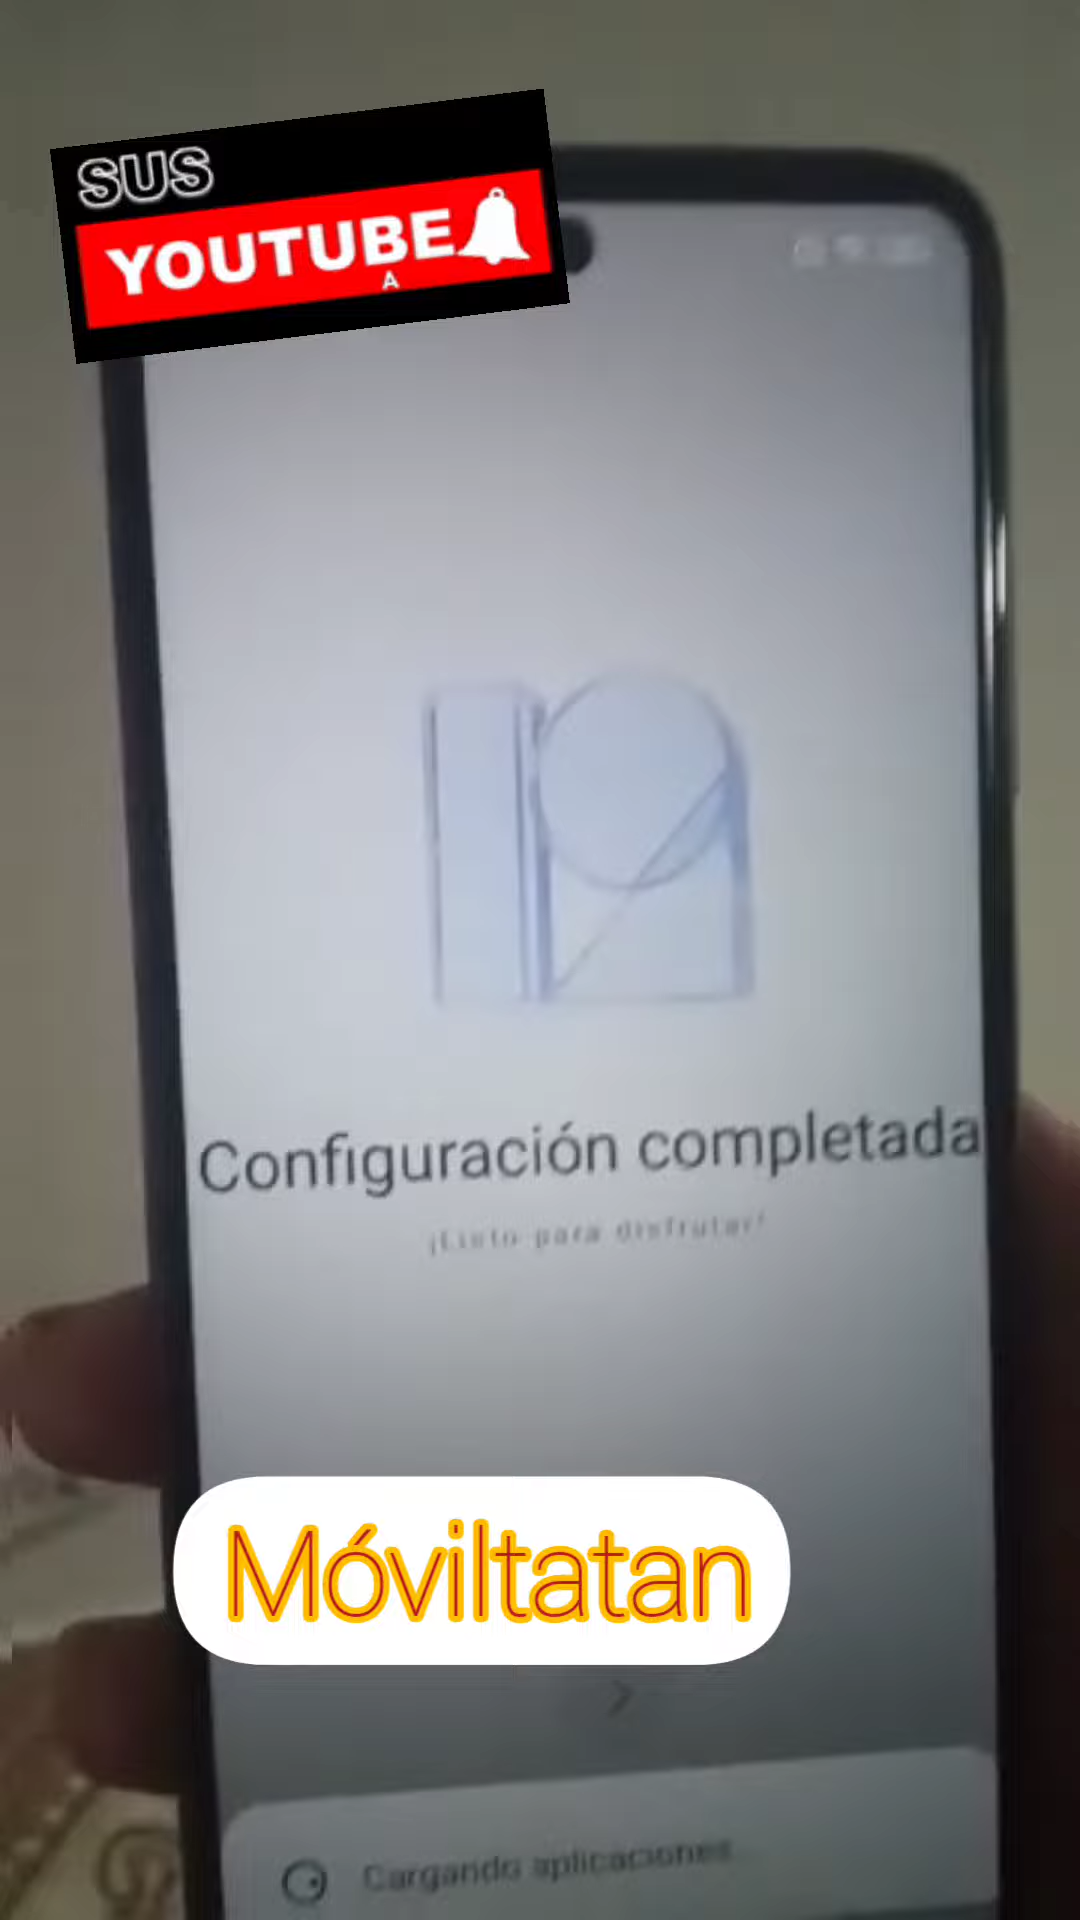 SUS
YOUTUBE
A
Configuración completada
¡Listo para disfrutar!
Móviltatan
Cargando aplicaciones